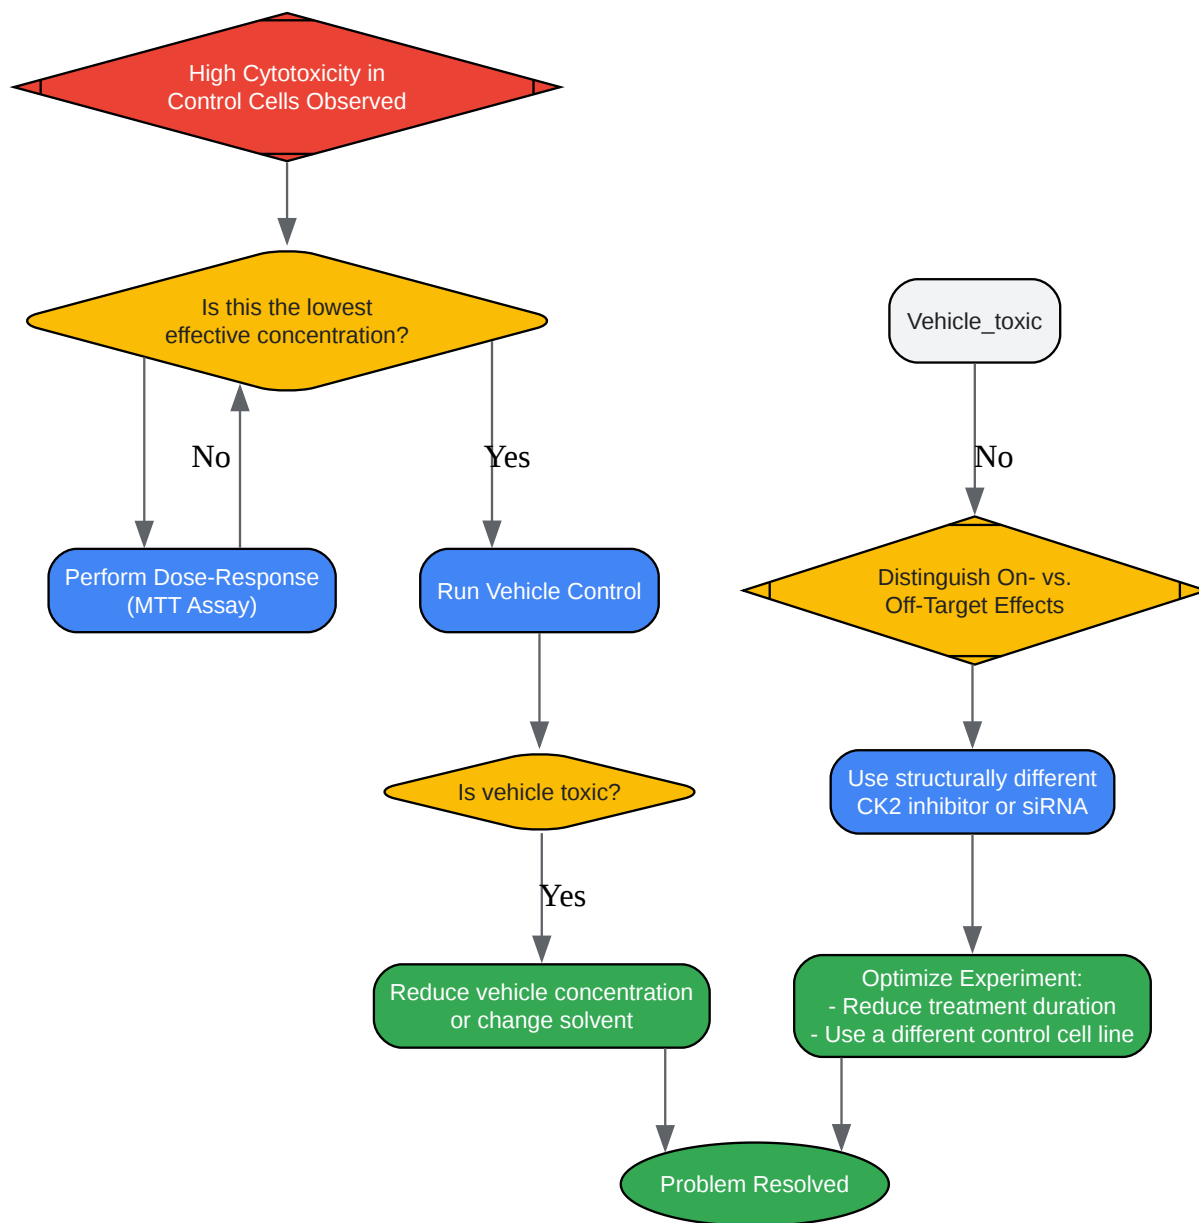 High Cytotoxicity in
Control Cells Observed
Is this the lowest
effective concentration?
Vehicle_toxic
No
Yes
No
Perform Dose-Response
(MTT Assay)
Run Vehicle Control
Distinguish On- vs.
Off-Target Effects
Is vehicle toxic?
Use structurally different
CK2 inhibitor or siRNA
Yes
Reduce vehicle concentration
or change solvent
Optimize Experiment:
- Reduce treatment duration
- Use a different control cell line
Problem Resolved